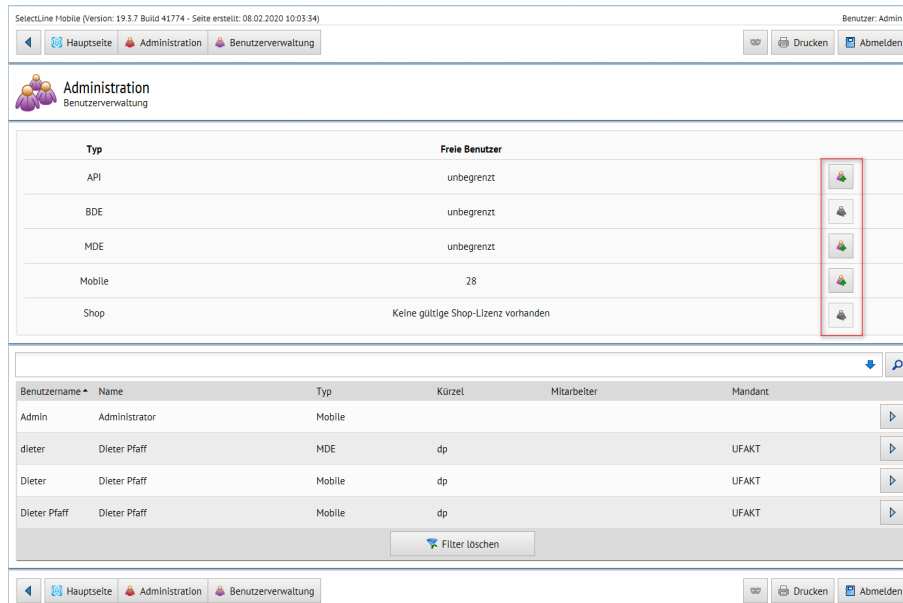 SelectLine Mobile (Version: 19.3.7 Build 41774 - Seite erstellt: 08.02.2020 10:03:34) Benutzer: Admin
Hauptseite Administration Benutzerverwaltung Drucken Abmelden
Administration
Benutzerverwaltung
Typ Freie Benutzer
API unbegrenzt
BDE unbegrenzt
MDE unbegrenzt
Mobile 28
Shop Keine gültige Shop-Lizenz vorhanden
Benutzername Name Typ Kürzel Mitarbeiter Mandant
Admin Administrator Mobile
dieter Dieter Pfaff MDE dp UFAKT
Dieter Dieter Pfaff Mobile dp UFAKT
Dieter Pfaff Dieter Pfaff Mobile dp UFAKT
Filter löschen
Hauptseite Administration Benutzerverwaltung Drucken Abmelden